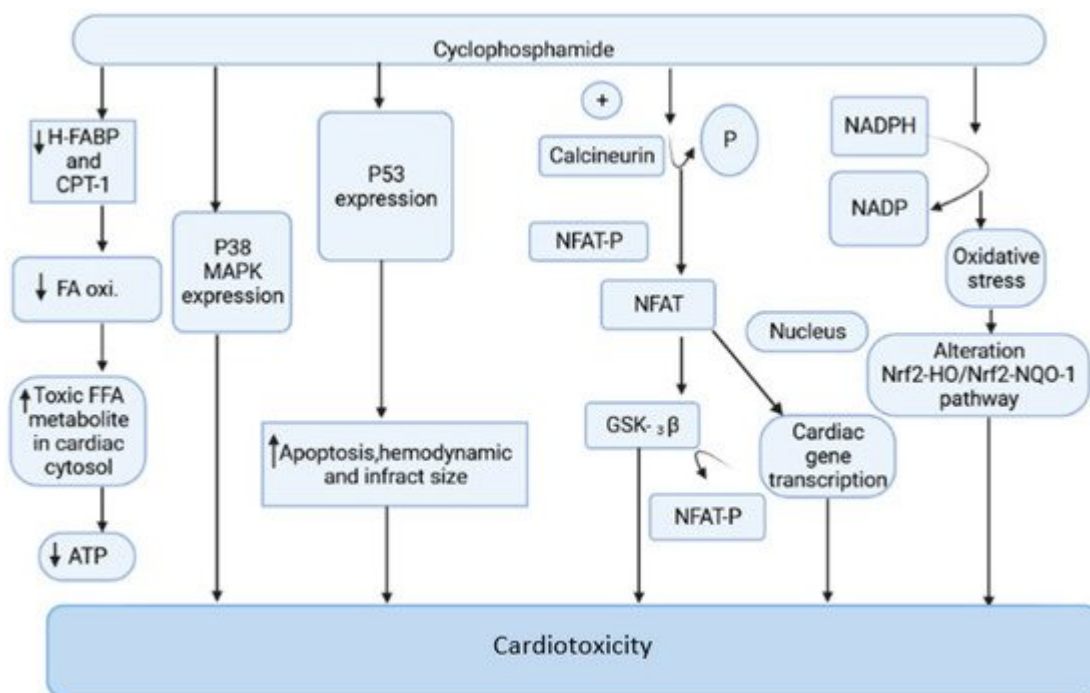 Cyclophosphamide
↓ H-FABP
and
CPT-1
↓ FA oxi.
↑ Toxic FFA
metabolite
in cardiac
cytosol
↓ ATP
P38
MAPK
expression
P53
expression
↑ Apoptosis,hemodynamic
and infract size
+
Calcineurin
P
NFAT-P
NFAT
GSK- ₃ β
NFAT-P
Nucleus
Cardiac
gene
transcription
NADPH
NADP
Oxidative
stress
Alteration
Nrf2-HO/Nrf2-NQO-1
pathway
Cardiotoxicity